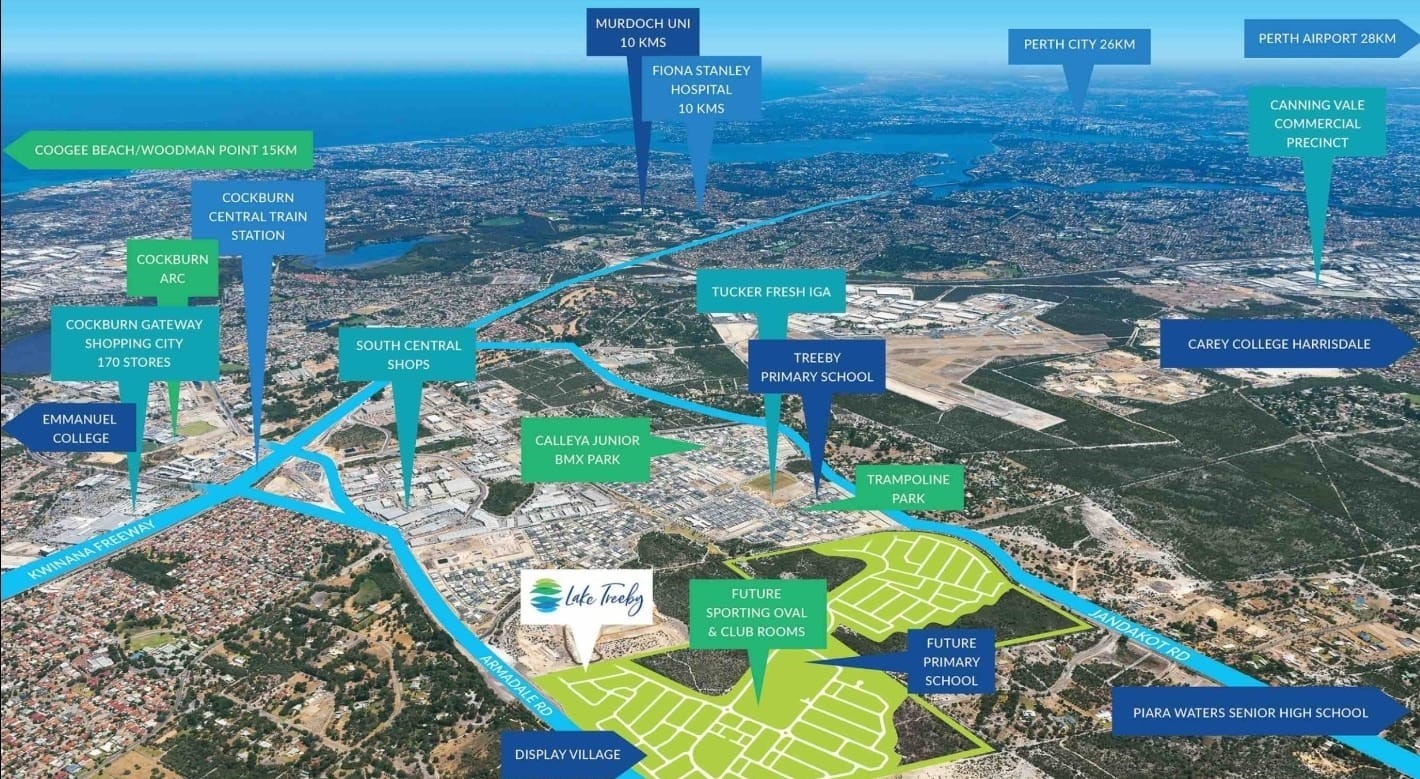 MURDOCH UNI
10 KMS
FIONA STANLEY
HOSPITAL
10 KMS
PERTH CITY 26KM
PERTH AIRPORT 28KM
CANNING VALE
COMMERCIAL
PRECINCT
COOGEE BEACH/WOODMAN POINT 15KM
COCKBURN
CENTRAL TRAIN
STATION
COCKBURN
ARC
COCKBURN GATEWAY
SHOPPING CITY
170 STORES
SOUTH CENTRAL
SHOPS
TUCKER FRESH IGA
TREEBY
PRIMARY SCHOOL
CAREY COLLEGE HARRISDALE
EMMANUEL
COLLEGE
CALLEYA JUNIOR
BMX PARK
TRAMPOLINE
PARK
KWINANA FREEWAY
Lake Treeby
FUTURE
SPORTING OVAL
& CLUB ROOMS
FUTURE
PRIMARY
SCHOOL
JANDAKOT RD
ARMADALE RD
PIARA WATERS SENIOR HIGH SCHOOL
DISPLAY VILLAGE